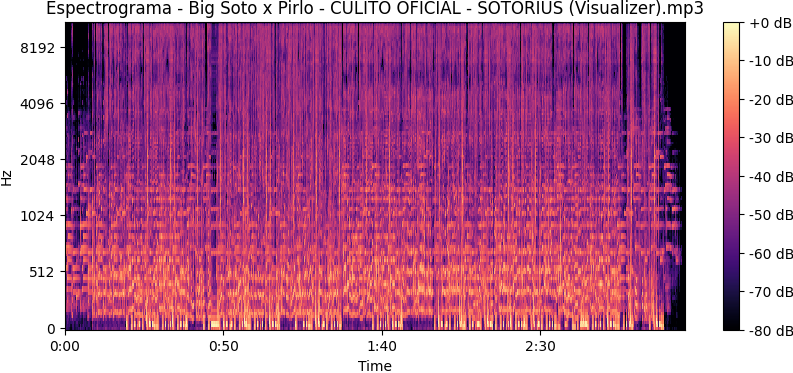 Espectrograma - Big Soto x Pirlo - CULITO OFICIAL - SOTORIUS (Visualizer).mp3
8192
4096
2048
1024
512
0
Hz
0:00
0:50
1:40
2:30
Time
+0 dB
-10 dB
-20 dB
-30 dB
-40 dB
-50 dB
-60 dB
-70 dB
-80 dB